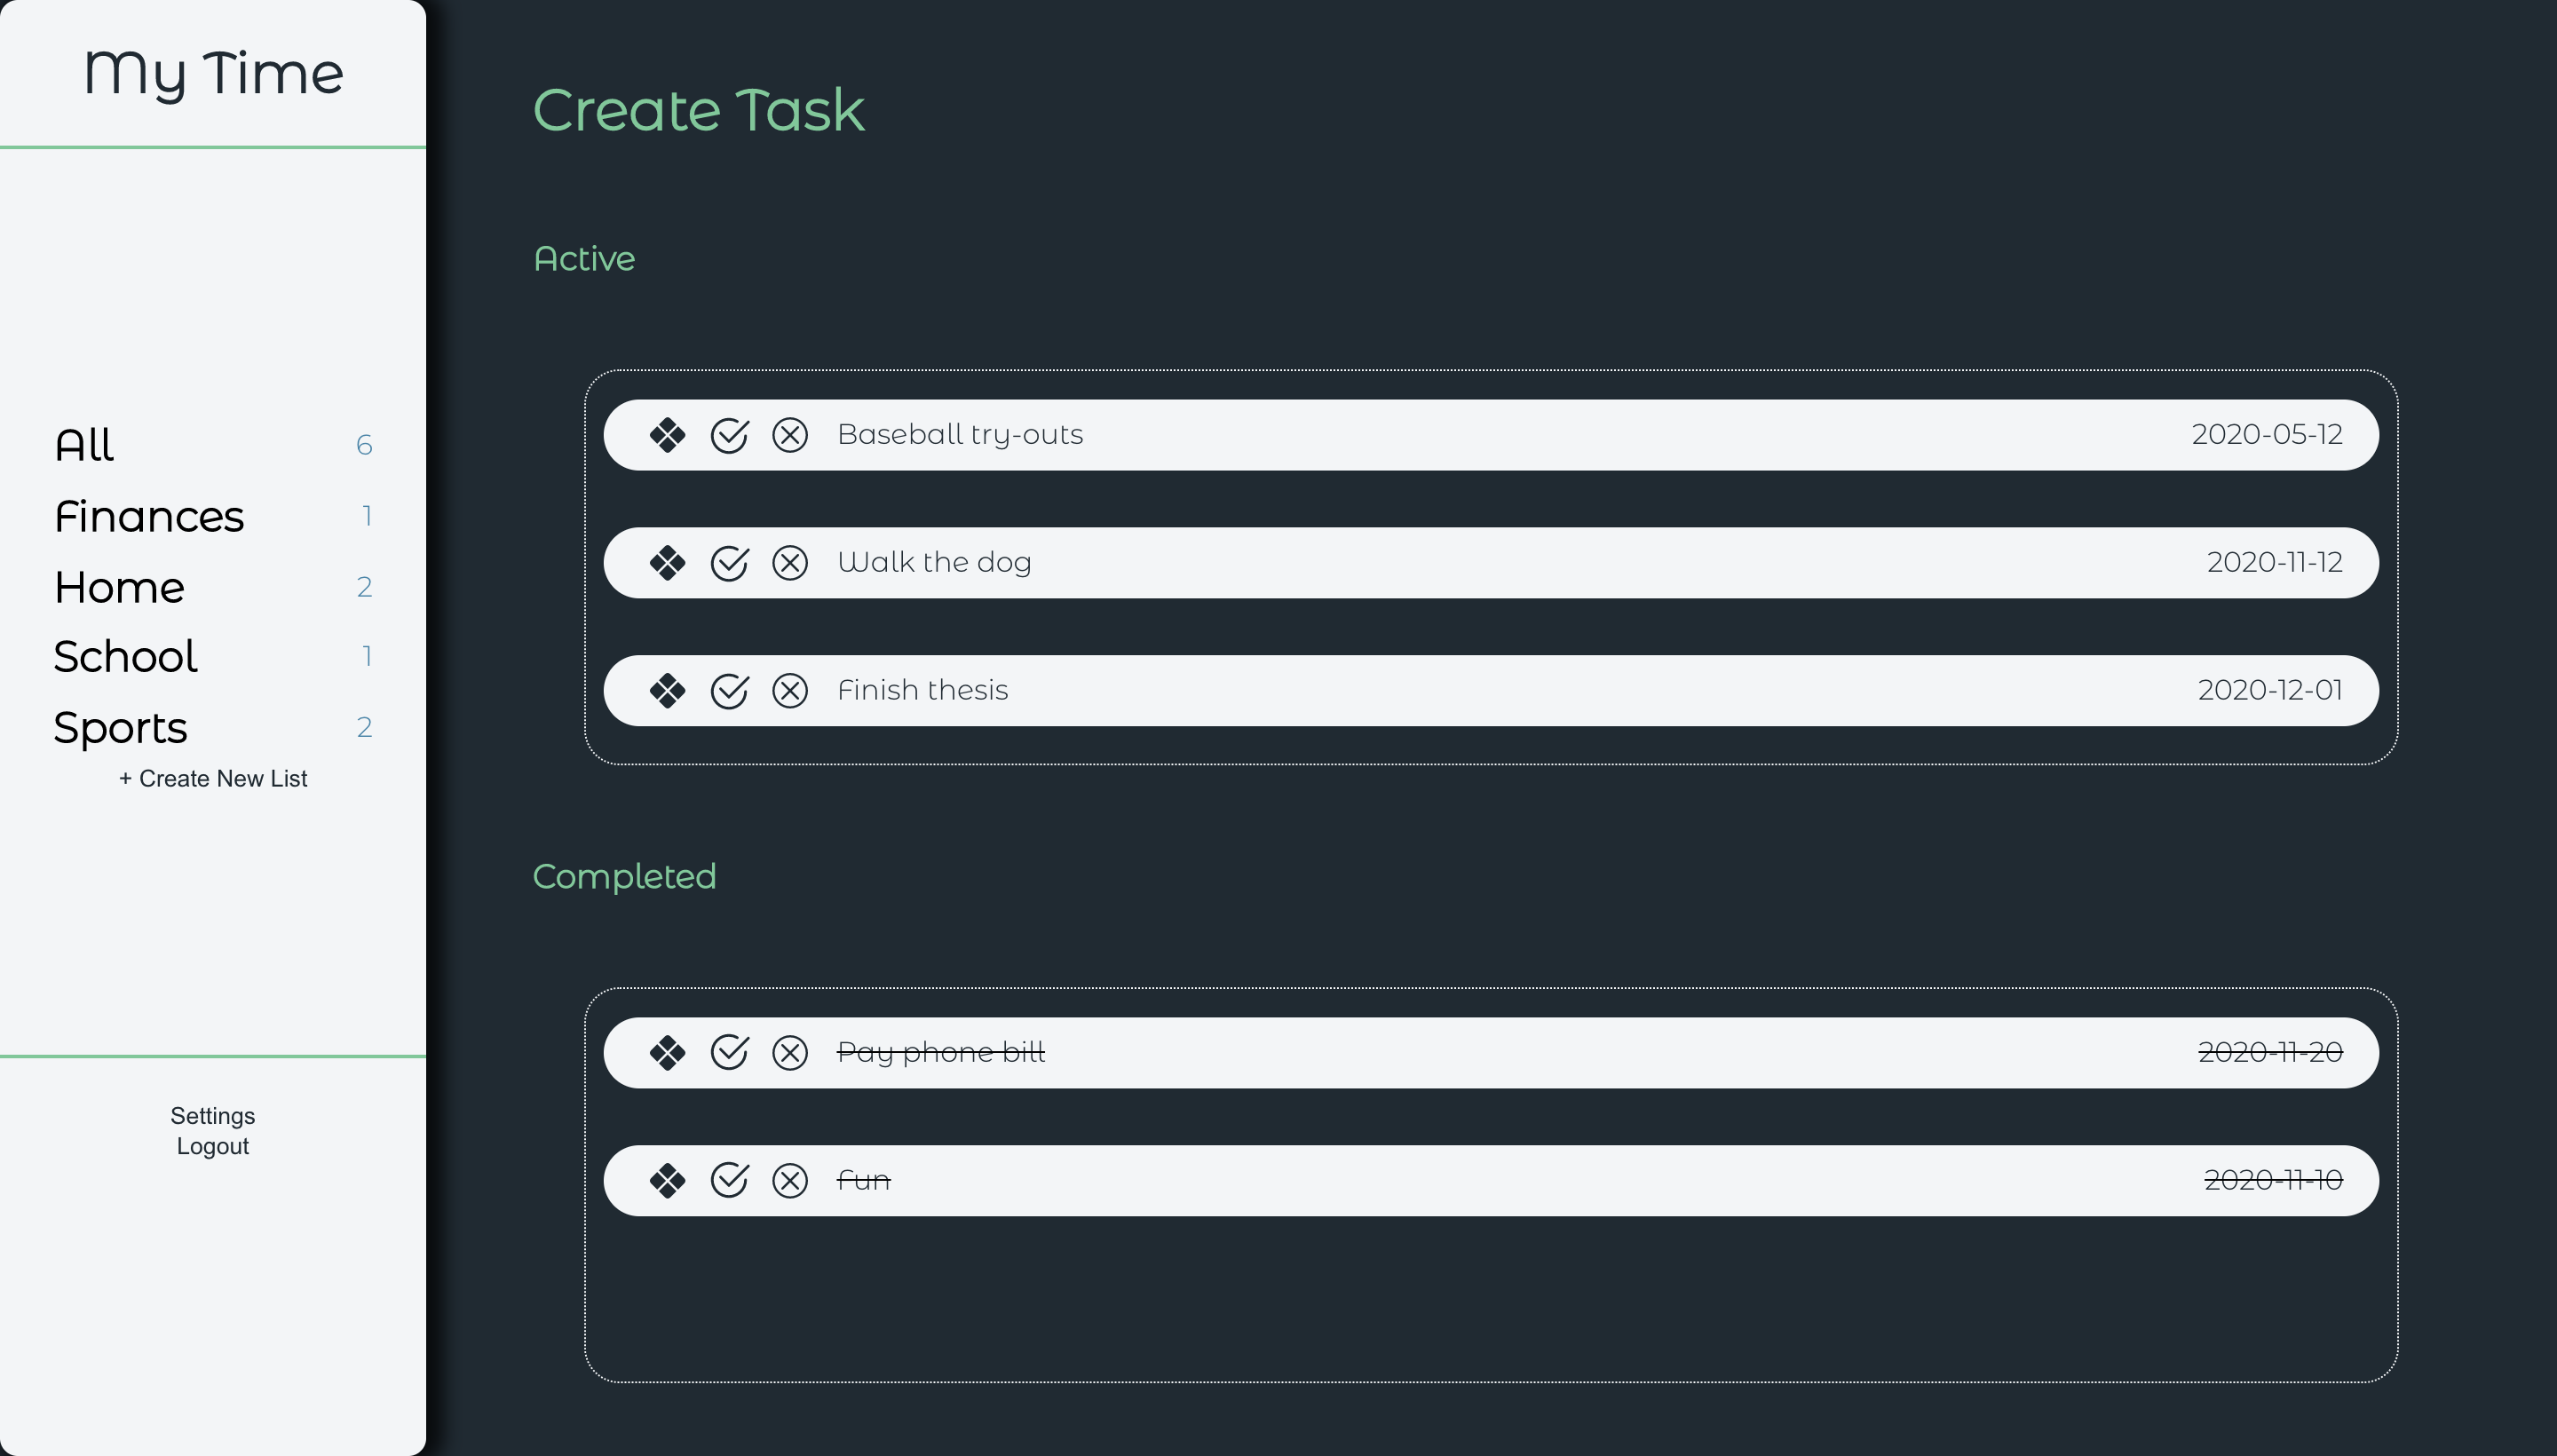 My Time
All 6
Finances 1
Home 2
School 1
Sports 2
+ Create New List
Settings
Logout
Create Task
Active
Baseball try-outs 2020-05-12
Walk the dog 2020-11-12
Finish thesis 2020-12-01
Completed
Pay phone bill 2020-11-20
Fun 2020-11-10